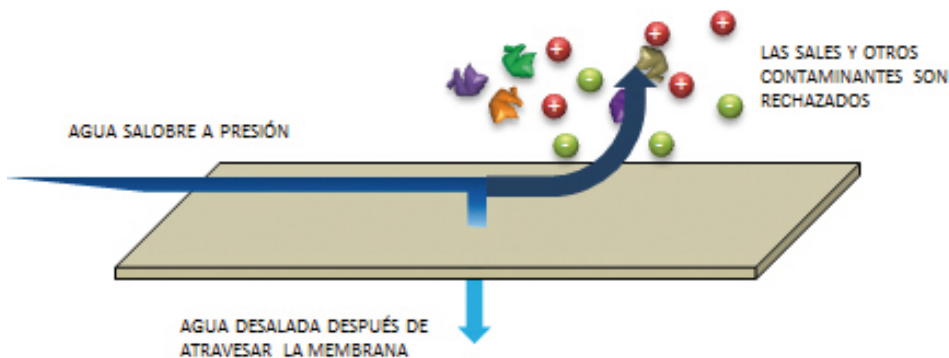 LAS SALES Y OTROS
CONTAMINANTES SON
RECHAZADOS
AGUA SALOBRE A PRESIÓN
AGUA DESALADA DESPUÉS DE
ATRAVESAR LA MEMBRANA